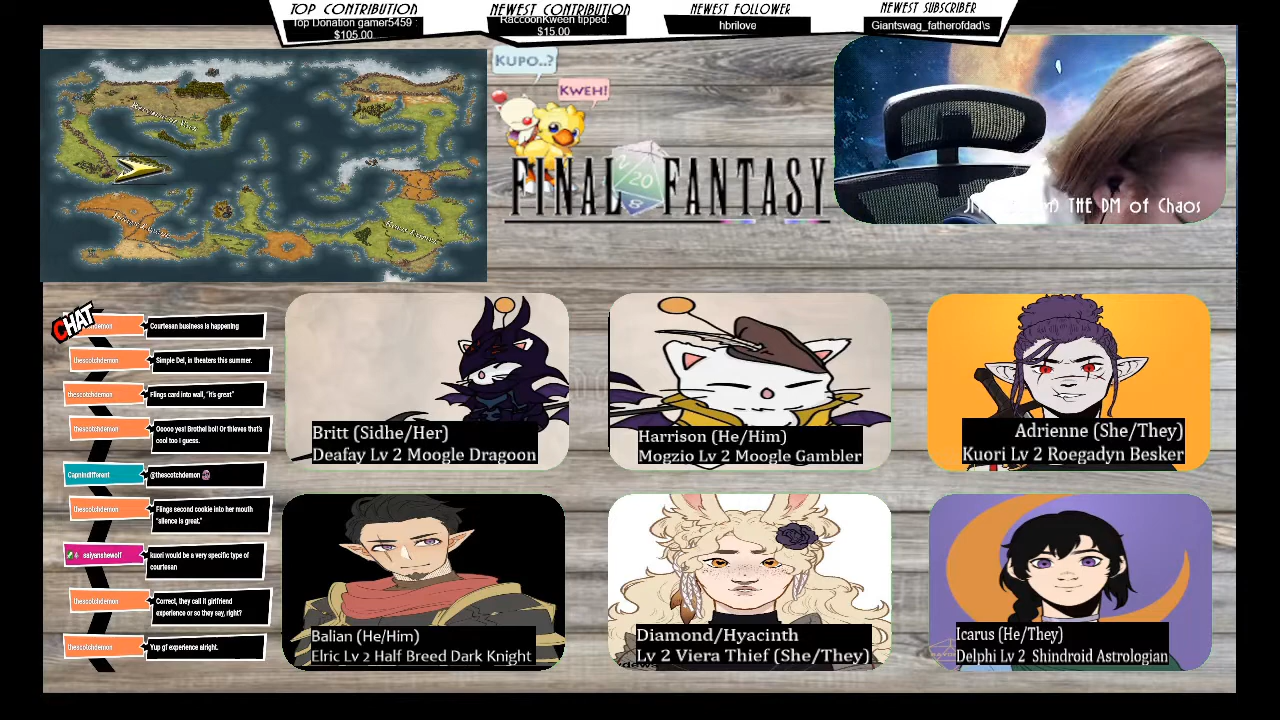 TOP CONTRIBUTION
Top Donation gamer5459 :
$105.00
NEWEST CONTRIBUTION
RaccoonKween tipped:
$15.00
NEWEST FOLLOWER
hbrilove
NEWEST SUBSCRIBER
Giantswag_fatherofdad\s
KUPO..?
KWEH!
FINAL FANTASY
20
8
THE DM of Chaos
CHAT
Courtesan business is happening
thescotchdemon
Simple Del, in theaters this summer.
thescotchdemon
Flings card into wall, "it's great"
thescotchdemon
Ooooo yes! Brothel boi! Or thieves that's
cool too I guess.
CapnIndifferent
@thescotchdemon
thescotchdemon
Flings second cookie into her mouth
"silence is great."
saiyanshewolf
kuori would be a very specific type of
courtesan
thescotchdemon
Correct, they call it girlfriend
experience or so they say, right?
thescotchdemon
Yup gf experience alright.
Britt (Sidhe/Her)
Deafay Lv 2 Moogle Dragoon
Harrison (He/Him)
Mogzio Lv 2 Moogle Gambler
Adrienne (She/They)
Kuori Lv 2 Roegadyn Besker
Balian (He/Him)
Elric Lv 2 Half Breed Dark Knight
Diamond/Hyacinth
Lv 2 Viera Thief (She/They)
Icarus (He/They)
Delphi Lv 2 Shindroid Astrologian